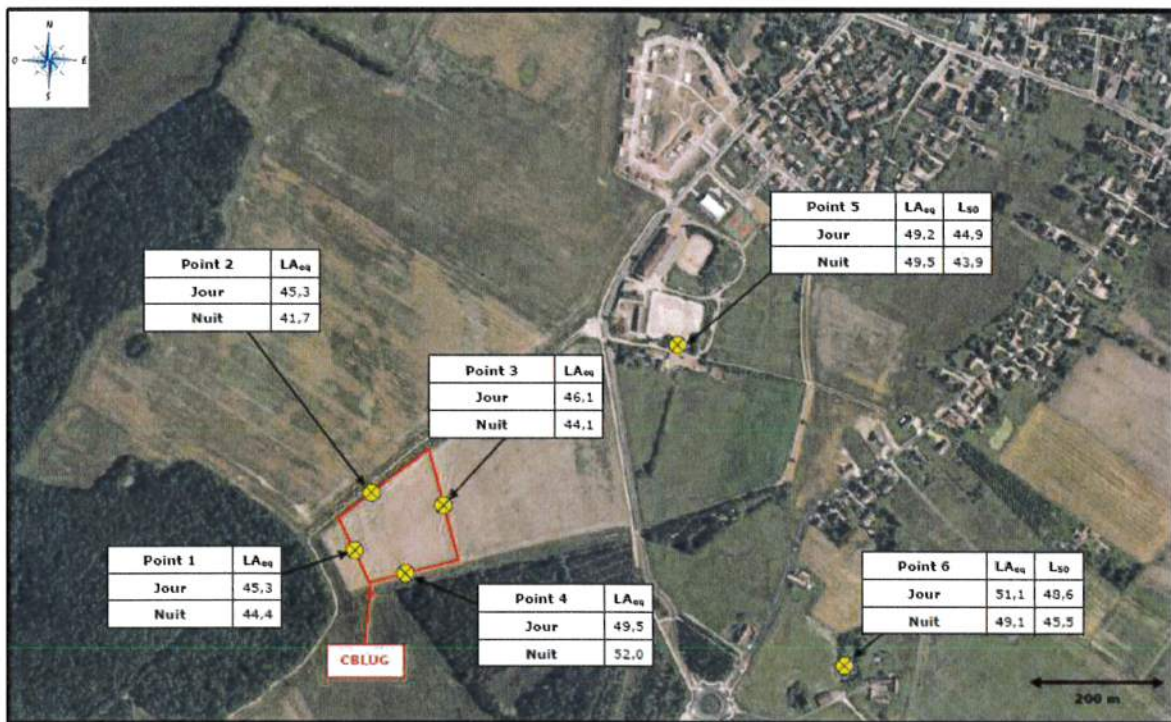 N
O E
S
Point 5 LAeq L50
Jour 49,2 44,9
Nuit 49,5 43,9
Point 2 LAeq
Jour 45,3
Nuit 41,7
Point 3 LAeq
Jour 46,1
Nuit 44,1
Point 1 LAeq
Jour 45,3
Nuit 44,4
Point 4 LAeq
Jour 49,5
Nuit 52,0
Point 6 LAeq L50
Jour 51,1 48,6
Nuit 49,1 45,5
CBLUG
200 m